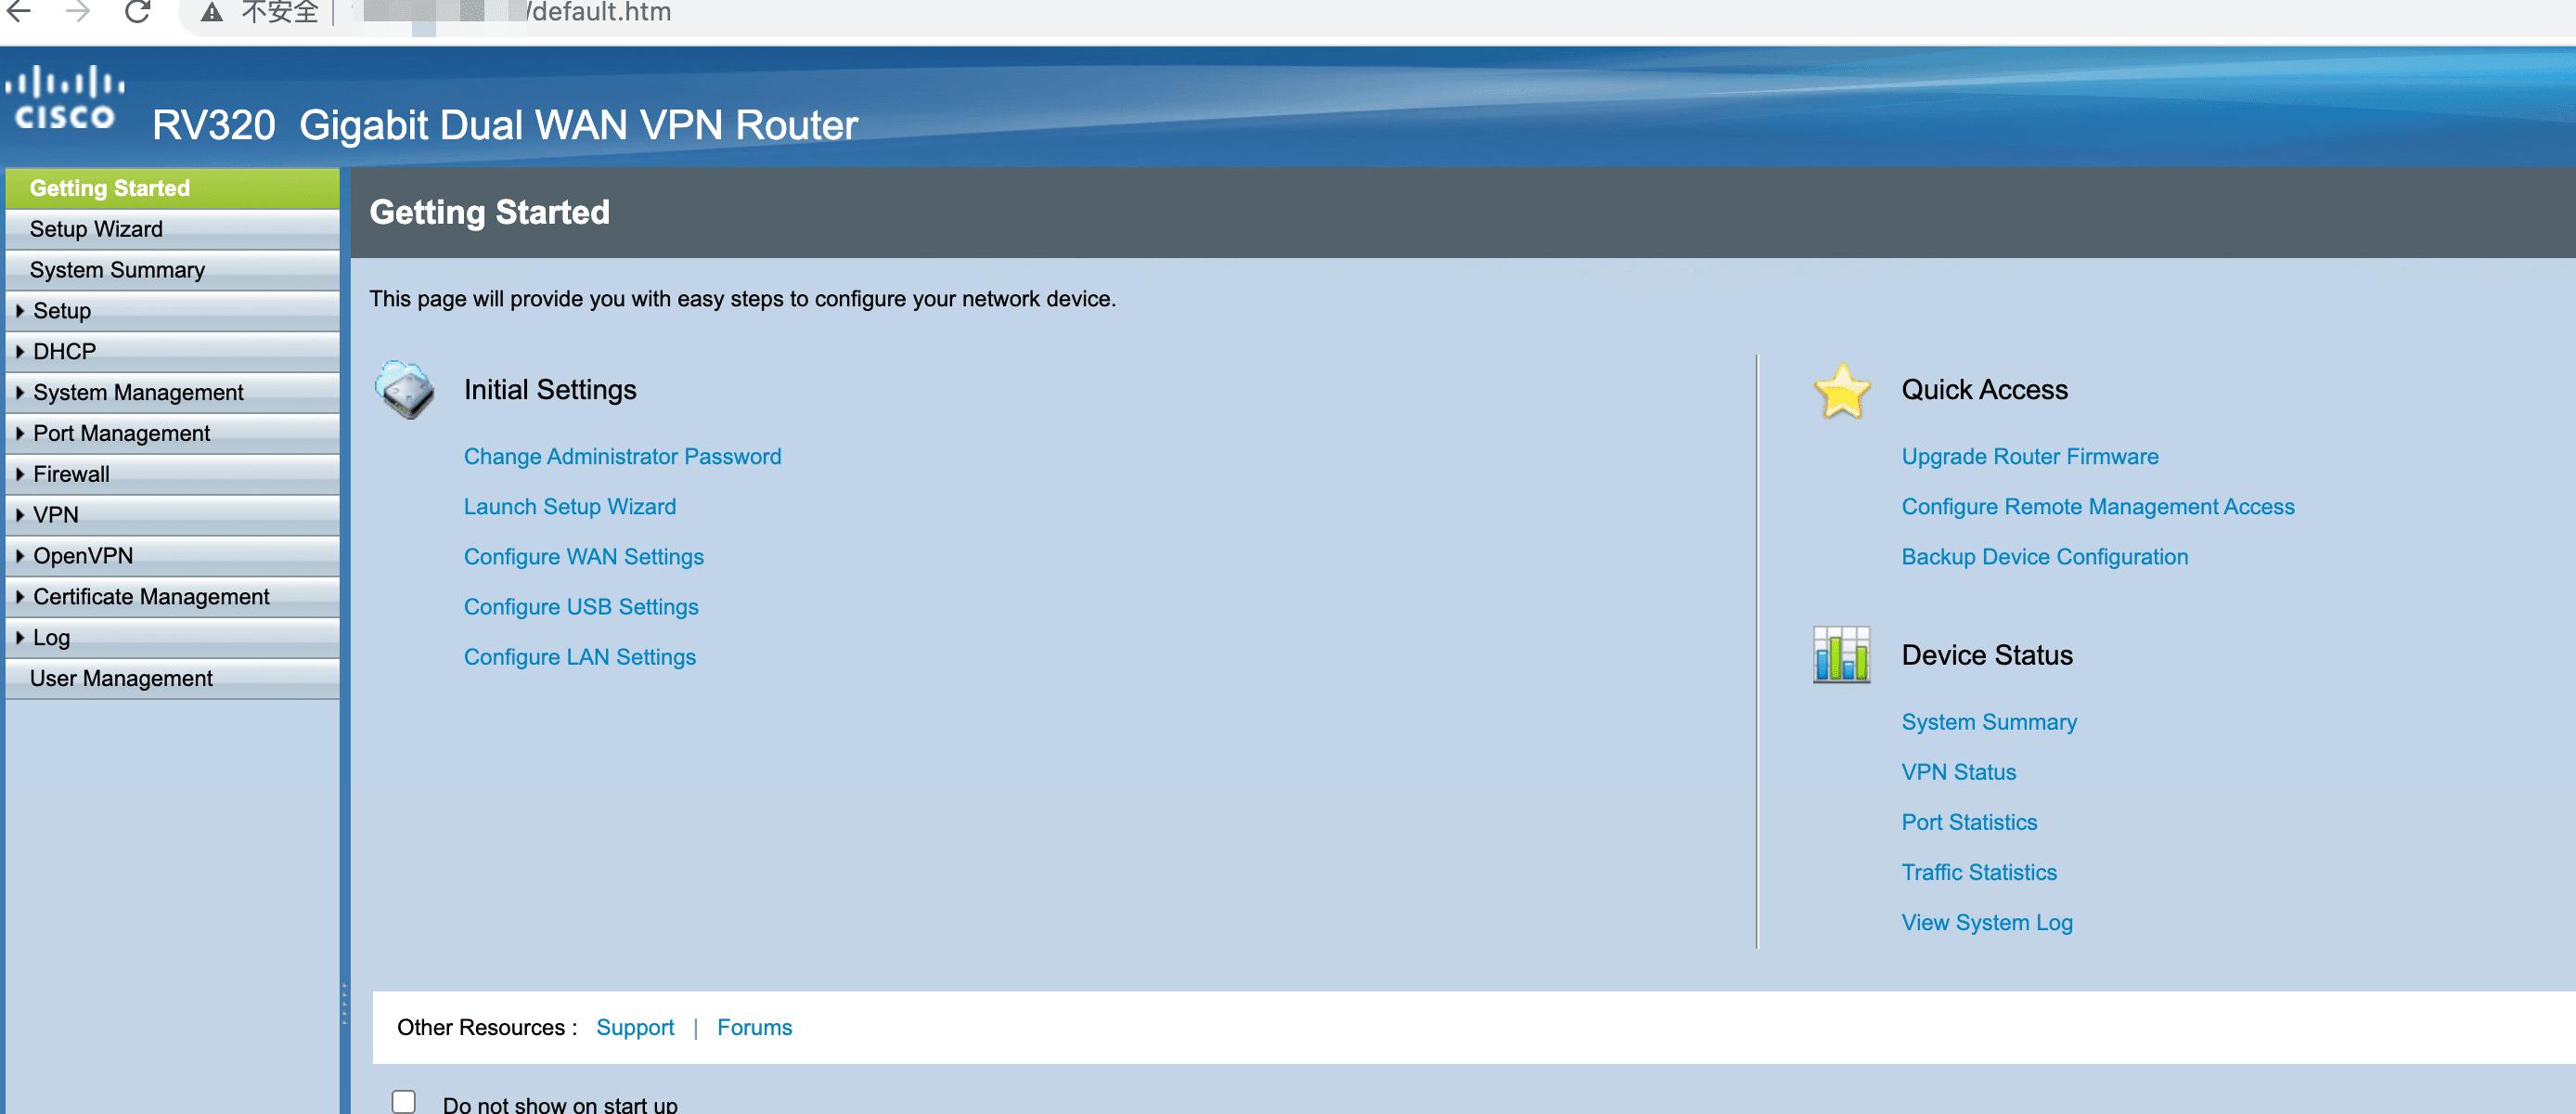 不安全
/default.htm
CISCO
RV320 Gigabit Dual WAN VPN Router
Getting Started
Setup Wizard
System Summary
Setup
DHCP
System Management
Port Management
Firewall
VPN
OpenVPN
Certificate Management
Log
User Management
Getting Started
This page will provide you with easy steps to configure your network device.
Initial Settings
Change Administrator Password
Launch Setup Wizard
Configure WAN Settings
Configure USB Settings
Configure LAN Settings
Quick Access
Upgrade Router Firmware
Configure Remote Management Access
Backup Device Configuration
Device Status
System Summary
VPN Status
Port Statistics
Traffic Statistics
View System Log
Other Resources : Support | Forums
Do not show on start up